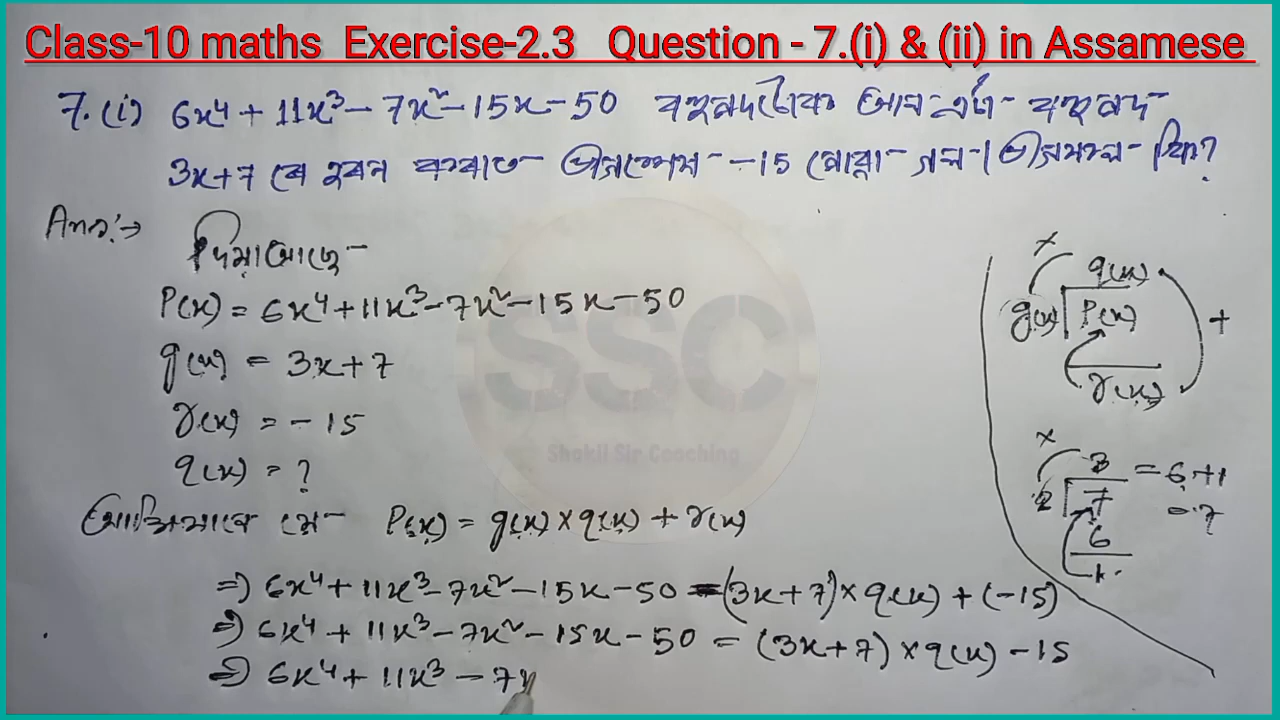 Class-10 maths Exercise-2.3 Question - 7.(i) & (ii) in Assamese
7. (i) 6x⁴ + 11x³ - 7x² - 15x - 50 বহুপদটোক আন এটা বহুপদ
3x+7 ৰে হৰণ কৰাত ভাগশেষ -15 পোৱা গল। ভাগফল কি?
Ans:→ দিয়া আছে-
P(x) = 6x⁴ + 11x³ - 7x² - 15x - 50
g(x) = 3x + 7
r(x) = - 15
q(x) = ?
আমি জানো যে- P(x) = g(x) × q(x) + r(x)
⇒ 6x⁴ + 11x³ - 7x² - 15x - 50 = (3x+7) × q(x) + (-15)
⇒ 6x⁴ + 11x³ - 7x² - 15x - 50 = (3x+7) × q(x) - 15
⇒ 6x⁴ + 11x³ - 7x
×
q(x)
g(x) P(x)
+
r(x)
×
3 = 6+1
2 7 = 7
6
1
SSC
Shakil Sir Coaching